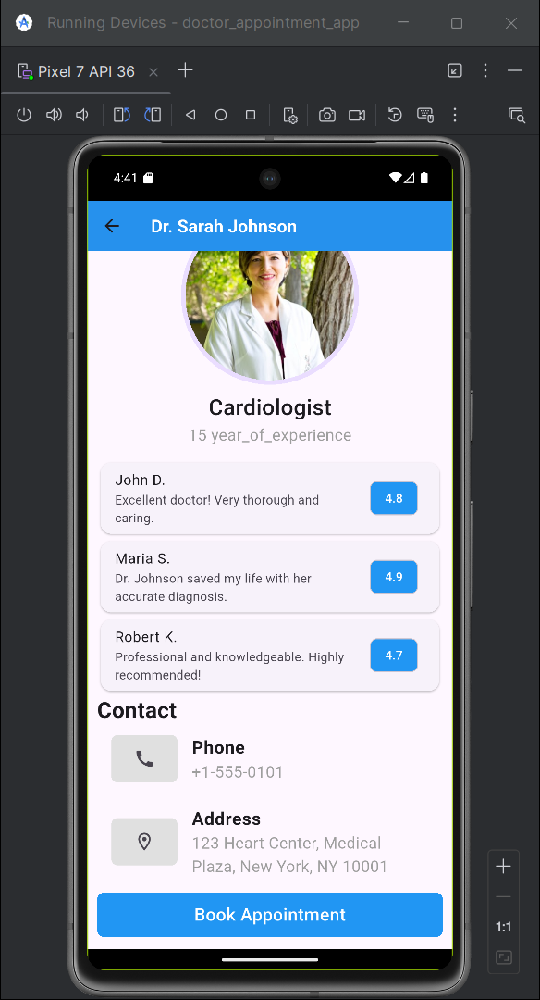 Running Devices - doctor_appointment_app
Pixel 7 API 36
4:41
Dr. Sarah Johnson
Cardiologist
15 year_of_experience
John D.
Excellent doctor! Very thorough and
caring.
4.8
Maria S.
Dr. Johnson saved my life with her
accurate diagnosis.
4.9
Robert K.
Professional and knowledgeable. Highly
recommended!
4.7
Contact
Phone
+1-555-0101
Address
123 Heart Center, Medical
Plaza, New York, NY 10001
Book Appointment
1:1